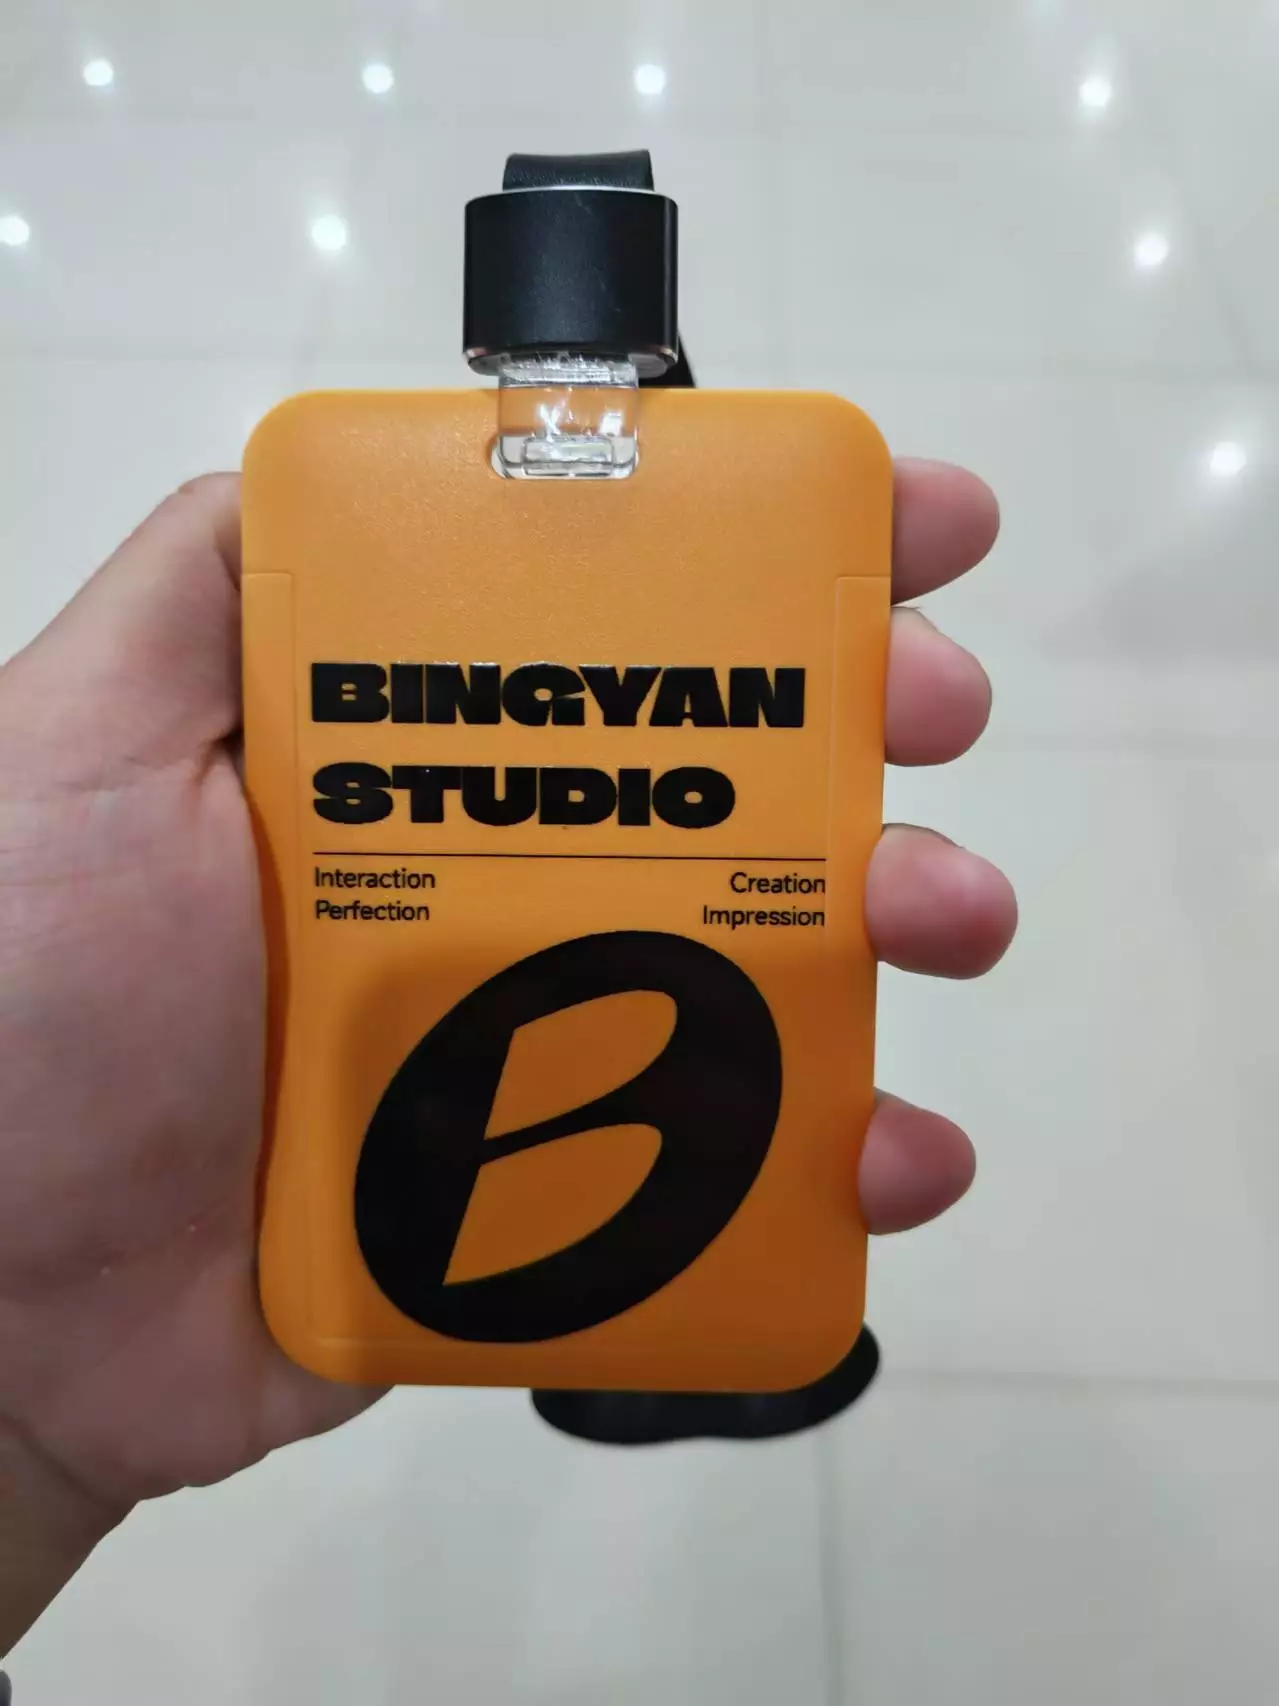 BINGYAN
STUDIO
Interaction Creation
Perfection Impression
B